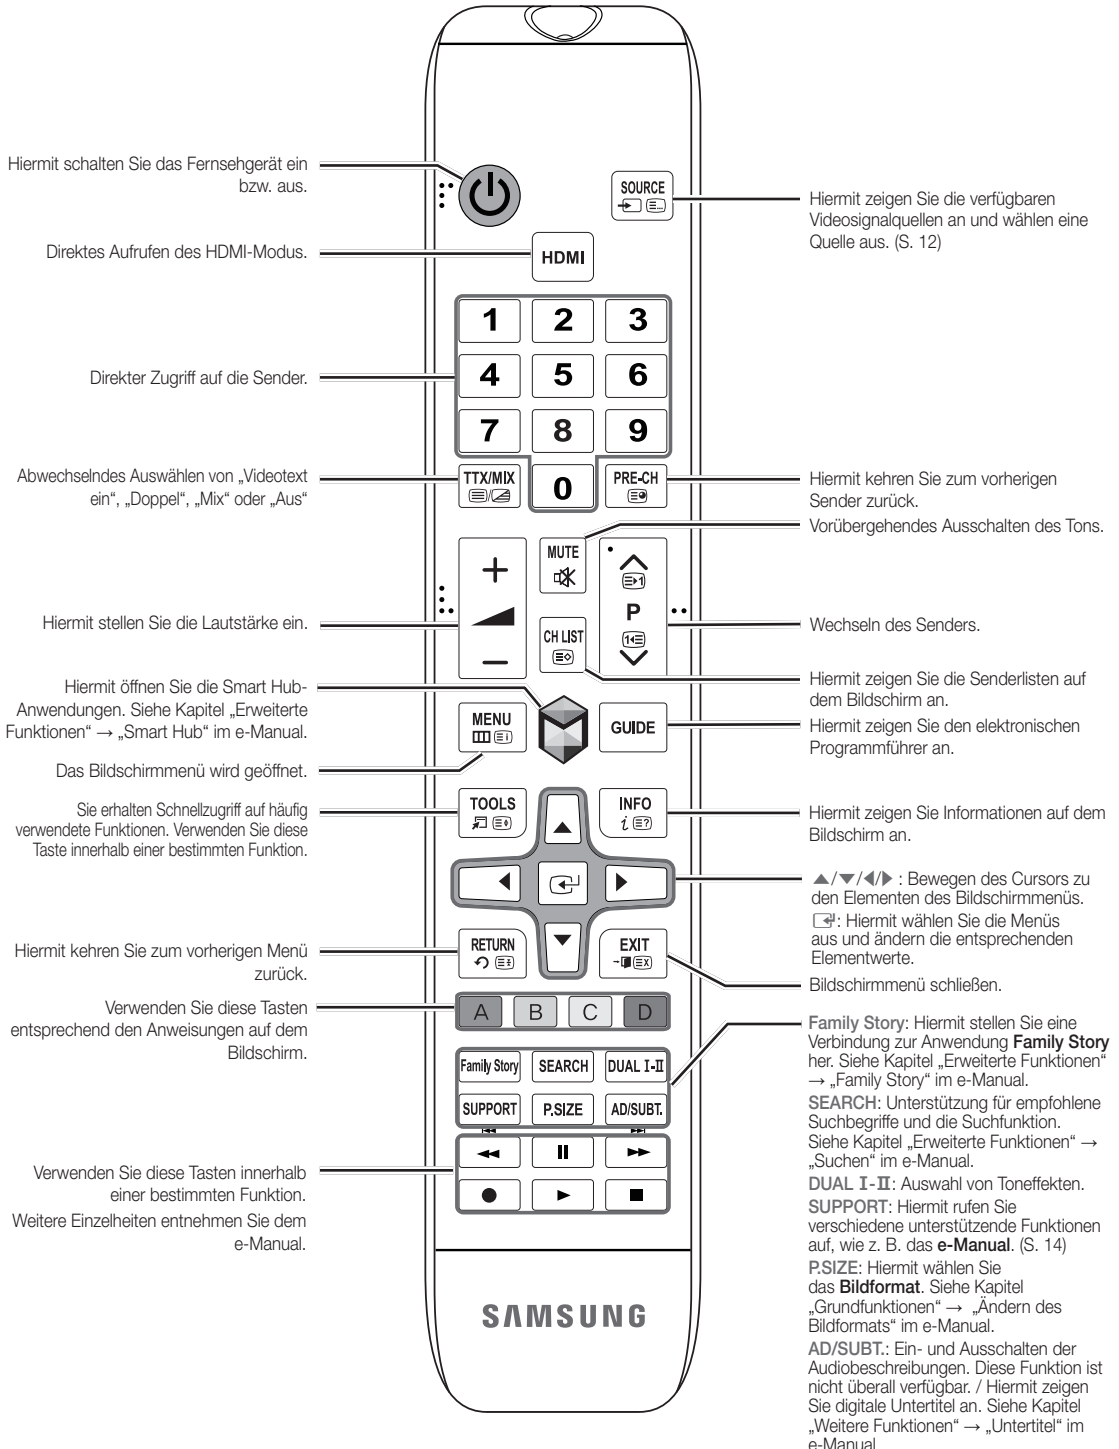 Hiermit schalten Sie das Fernsehgerät ein
bzw. aus.
Direktes Aufrufen des HDMI-Modus.
Direkter Zugriff auf die Sender.
Abwechselndes Auswählen von „Videotext
ein“, „Doppel“, „Mix“ oder „Aus“
Hiermit stellen Sie die Lautstärke ein.
Hiermit öffnen Sie die Smart Hub-
Anwendungen. Siehe Kapitel „Erweiterte
Funktionen“ → „Smart Hub“ im e-Manual.
Das Bildschirmmenü wird geöffnet.
Sie erhalten Schnellzugriff auf häufig
verwendete Funktionen. Verwenden Sie diese
Taste innerhalb einer bestimmten Funktion.
Hiermit kehren Sie zum vorherigen Menü
zurück.
Verwenden Sie diese Tasten
entsprechend den Anweisungen auf dem
Bildschirm.
Verwenden Sie diese Tasten innerhalb
einer bestimmten Funktion.
Weitere Einzelheiten entnehmen Sie dem
e-Manual.
SOURCE
HDMI
1 2 3
4 5 6
7 8 9
TTX/MIX 0 PRE-CH
MUTE
+
P
CH LIST
−
MENU
GUIDE
TOOLS
INFO
▲
◀ ▶
▼
RETURN
EXIT
A B C D
Family Story SEARCH DUAL I-II
SUPPORT P.SIZE AD/SUBT.
SAMSUNG
Hiermit zeigen Sie die verfügbaren
Videosignalquellen an und wählen eine
Quelle aus. (S. 12)
Hiermit kehren Sie zum vorherigen
Sender zurück.
Vorübergehendes Ausschalten des Tons.
Wechseln des Senders.
Hiermit zeigen Sie die Senderlisten auf
dem Bildschirm an.
Hiermit zeigen Sie den elektronischen
Programmführer an.
Hiermit zeigen Sie Informationen auf dem
Bildschirm an.
▲/▼/◀/▶ : Bewegen des Cursors zu
den Elementen des Bildschirmmenüs.
: Hiermit wählen Sie die Menüs
aus und ändern die entsprechenden
Elementwerte.
Bildschirmmenü schließen.
Family Story: Hiermit stellen Sie eine
Verbindung zur Anwendung Family Story
her. Siehe Kapitel „Erweiterte Funktionen“
→ „Family Story“ im e-Manual.
SEARCH: Unterstützung für empfohlene
Suchbegriffe und die Suchfunktion.
Siehe Kapitel „Erweiterte Funktionen“ →
„Suchen“ im e-Manual.
DUAL I-II: Auswahl von Toneffekten.
SUPPORT: Hiermit rufen Sie
verschiedene unterstützende Funktionen
auf, wie z. B. das e-Manual. (S. 14)
P.SIZE: Hiermit wählen Sie
das Bildformat. Siehe Kapitel
„Grundfunktionen“ → „Ändern des
Bildformats“ im e-Manual.
AD/SUBT.: Ein- und Ausschalten der
Audiobeschreibungen. Diese Funktion ist
nicht überall verfügbar. / Hiermit zeigen
Sie digitale Untertitel an. Siehe Kapitel
„Weitere Funktionen“ → „Untertitel“ im
e-Manual.